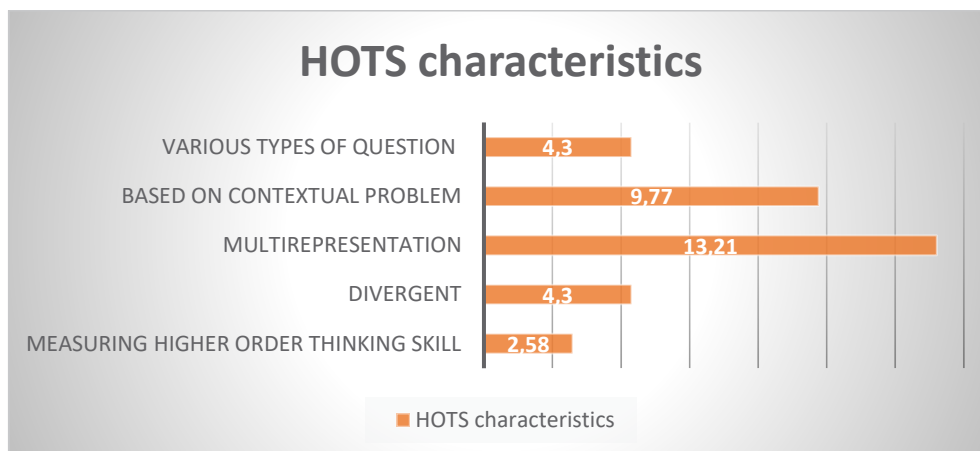 HOTS characteristics
VARIOUS TYPES OF QUESTION
4,3
BASED ON CONTEXTUAL PROBLEM
9,77
MULTIREPRESENTATION
13,21
DIVERGENT
4,3
MEASURING HIGHER ORDER THINKING SKILL
2,58
HOTS characteristics